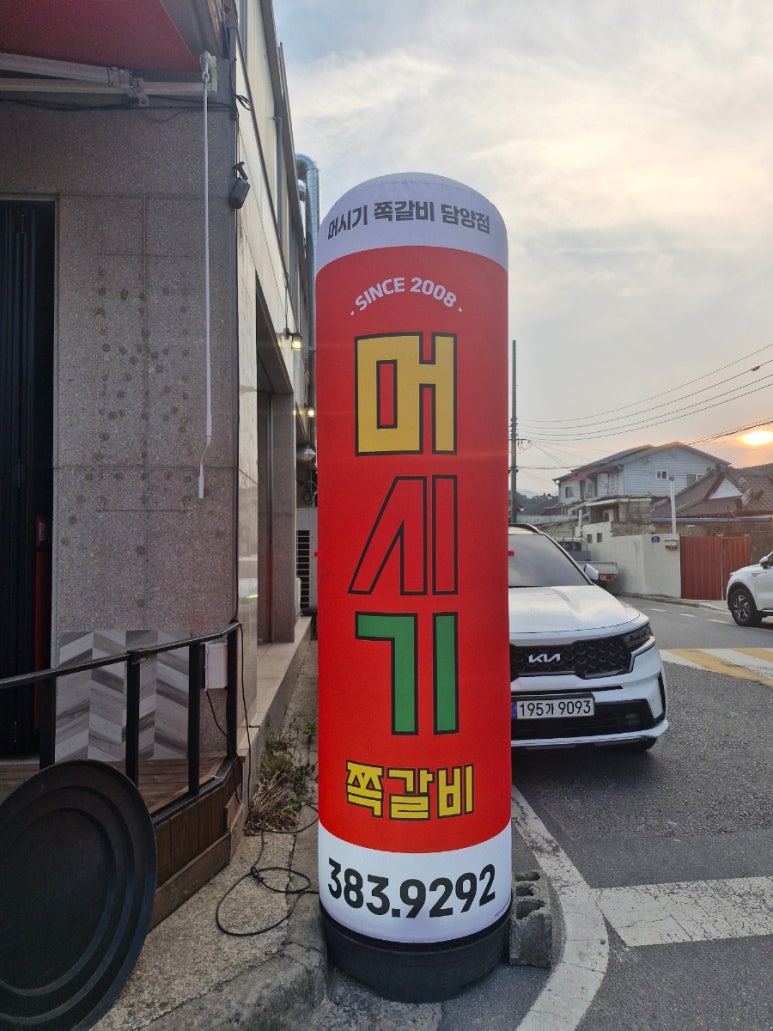 머시기 쪽갈비 담양점
· SINCE 2008 ·
머
시
기
쪽갈비
383.9292
KIA
195가 9093